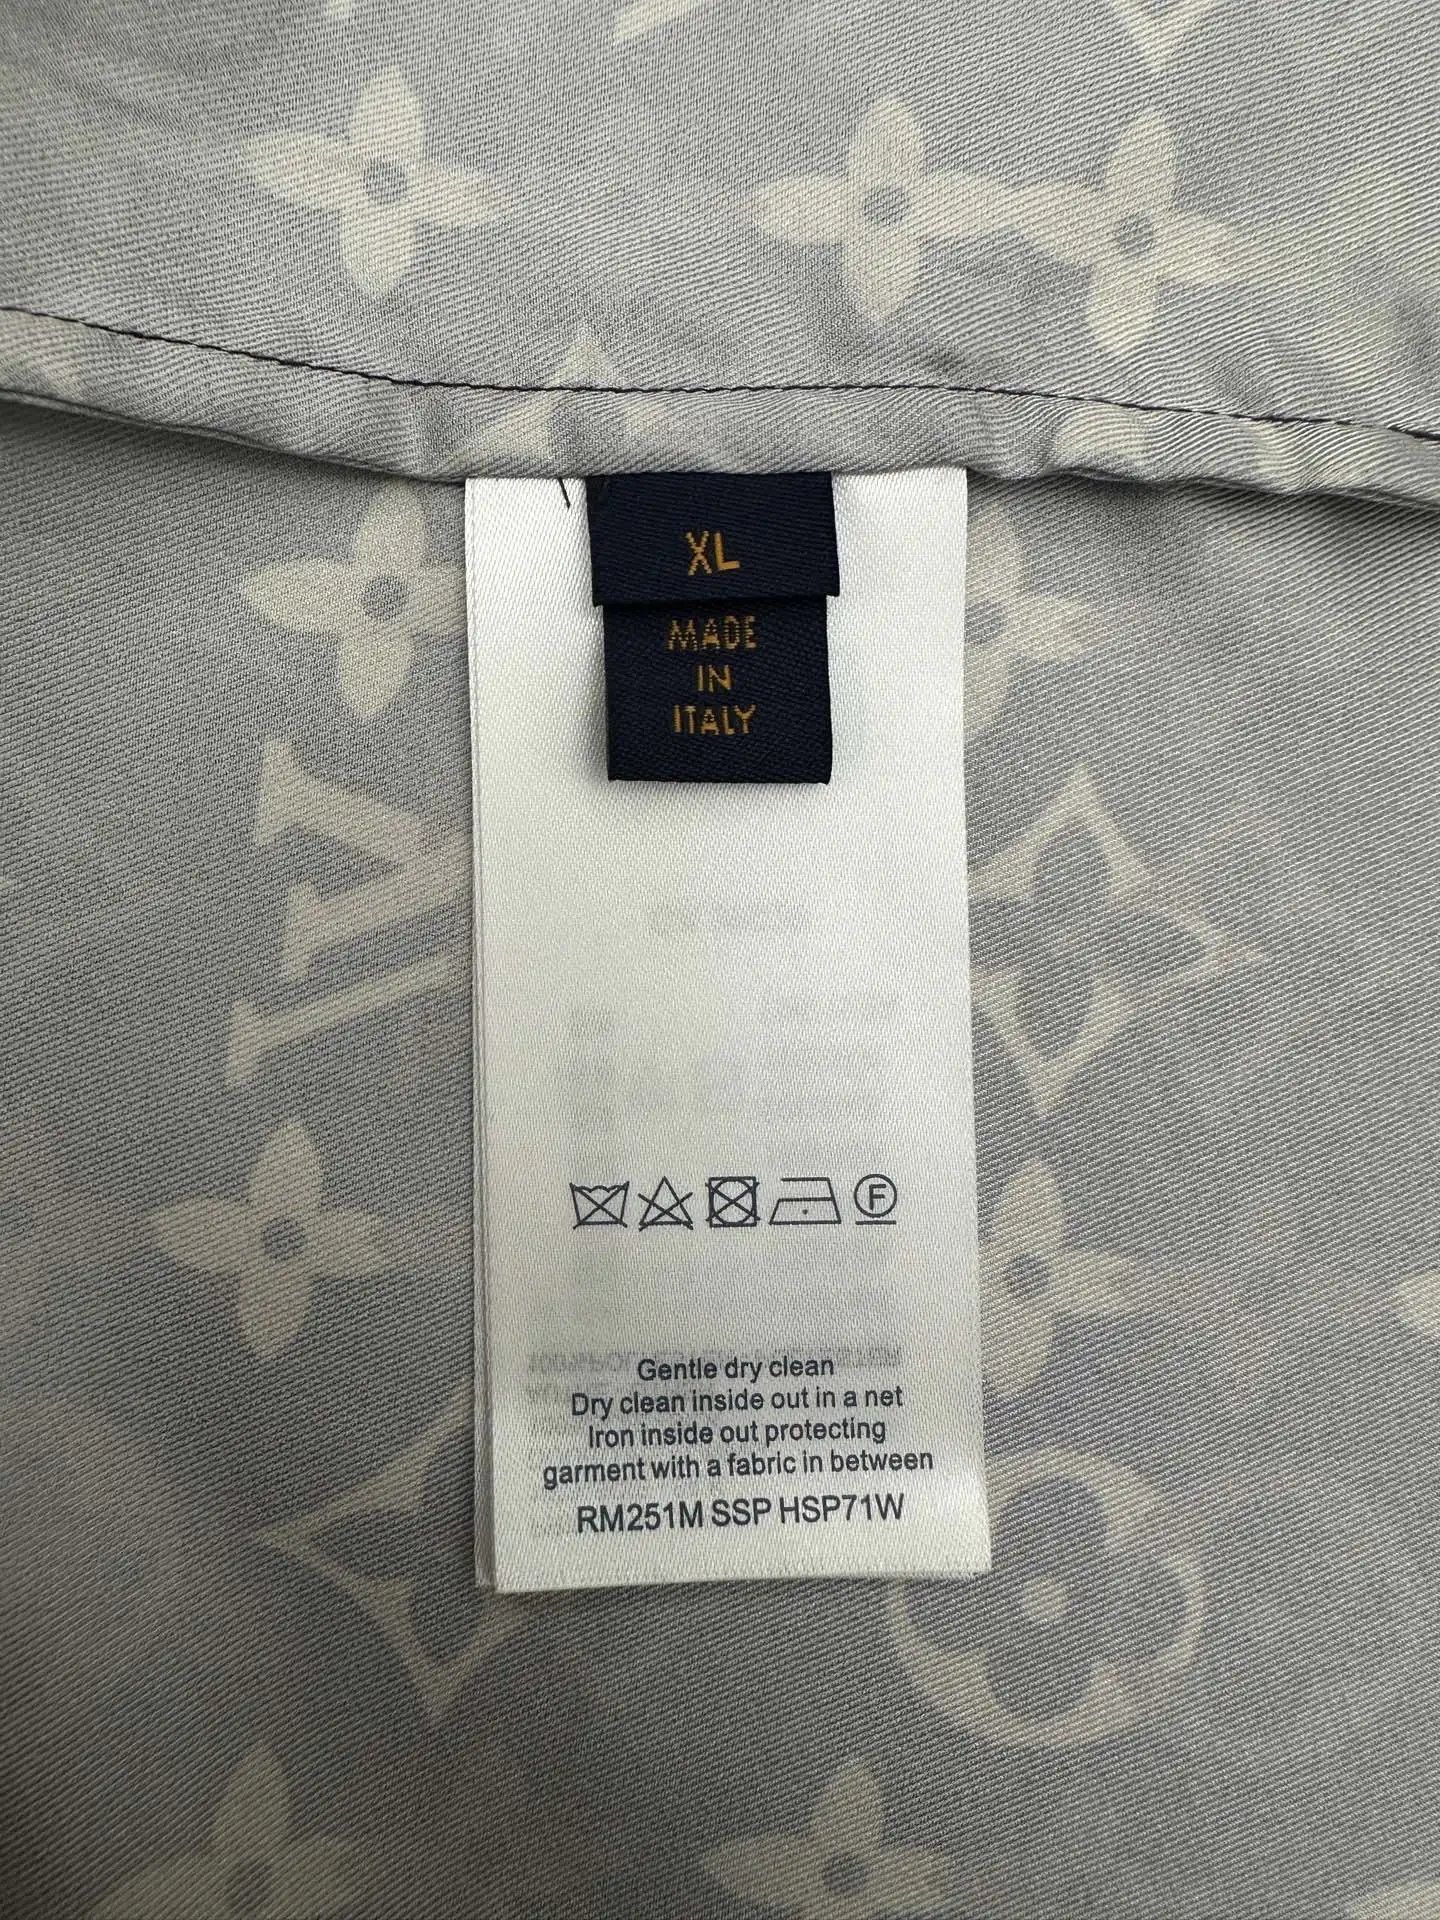 XL
MADE
IN
ITALY
F
Gentle dry clean
Dry clean inside out in a net
Iron inside out protecting
garment with a fabric in between
RM251M SSP HSP71W